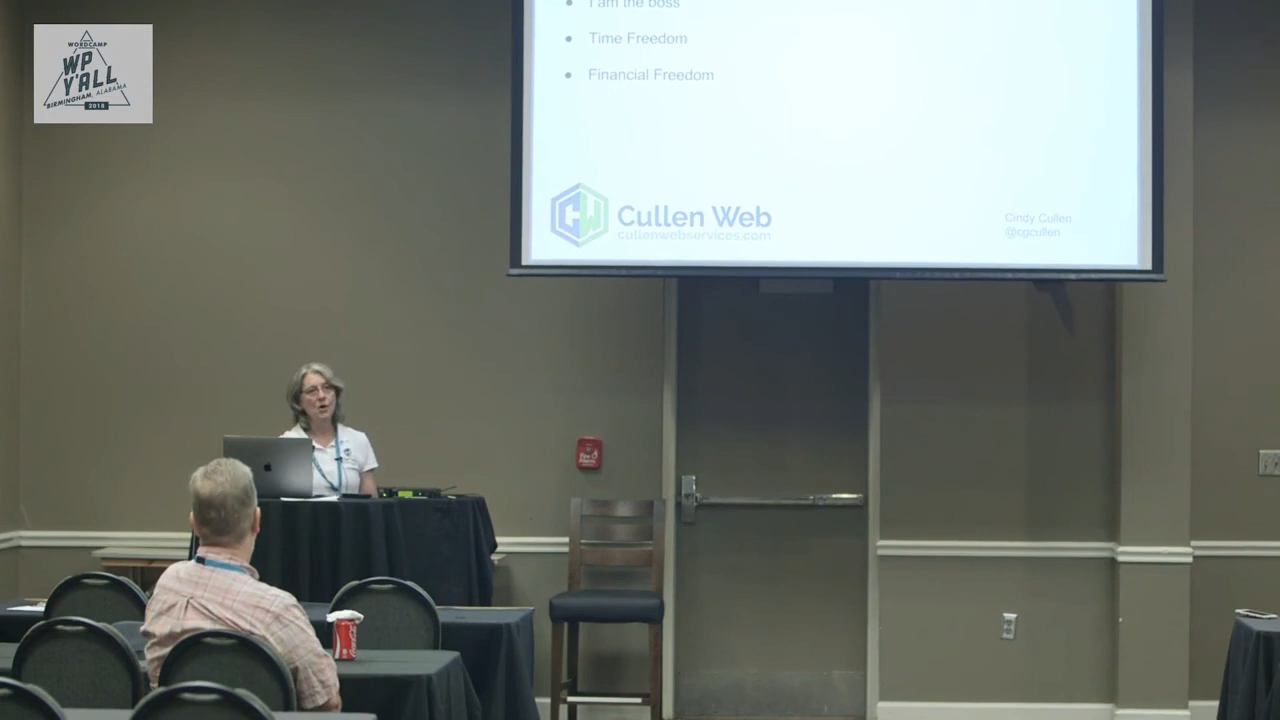 WORDCAMP
WP
Y'ALL
BIRMINGHAM, ALABAMA
2018
I am the boss
Time Freedom
Financial Freedom
CW
Cullen Web
cullenwebservices.com
Cindy Cullen
@cgcullen